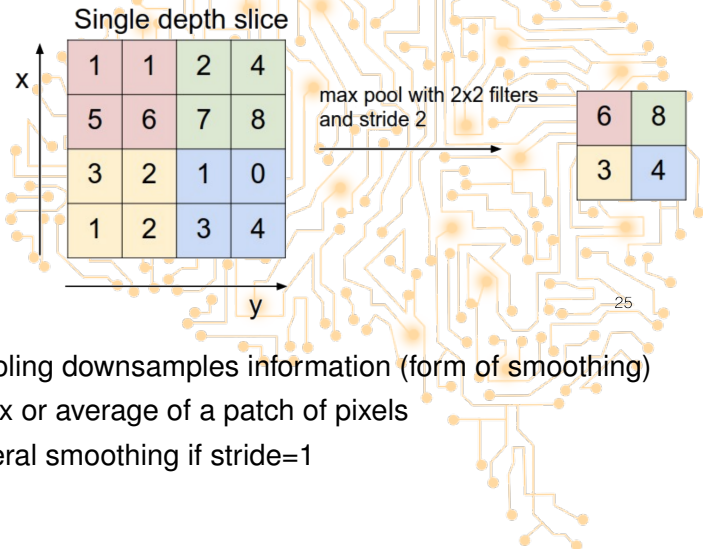 Single depth slice
x
1 1 2 4
5 6 7 8
3 2 1 0
1 2 3 4
y
max pool with 2x2 filters
and stride 2
6 8
3 4
25
bling downsamples information (form of smoothing)
x or average of a patch of pixels
eral smoothing if stride=1